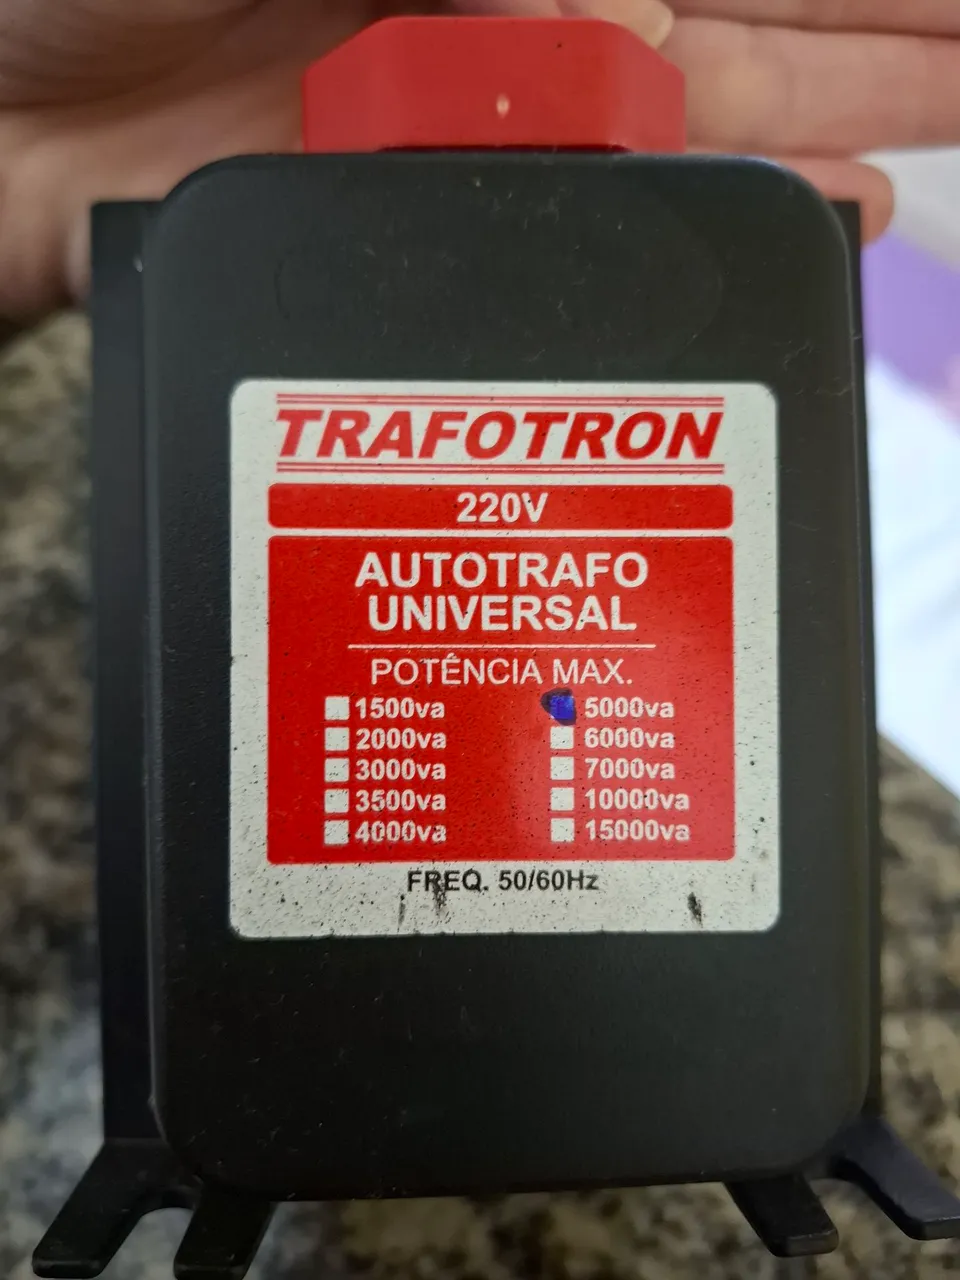 TRAFOTRON
220V
AUTOTRAFO
UNIVERSAL
POTÊNCIA MAX.
1500va
2000va
3000va
3500va
4000va
5000va
6000va
7000va
10000va
15000va
FREQ. 50/60Hz